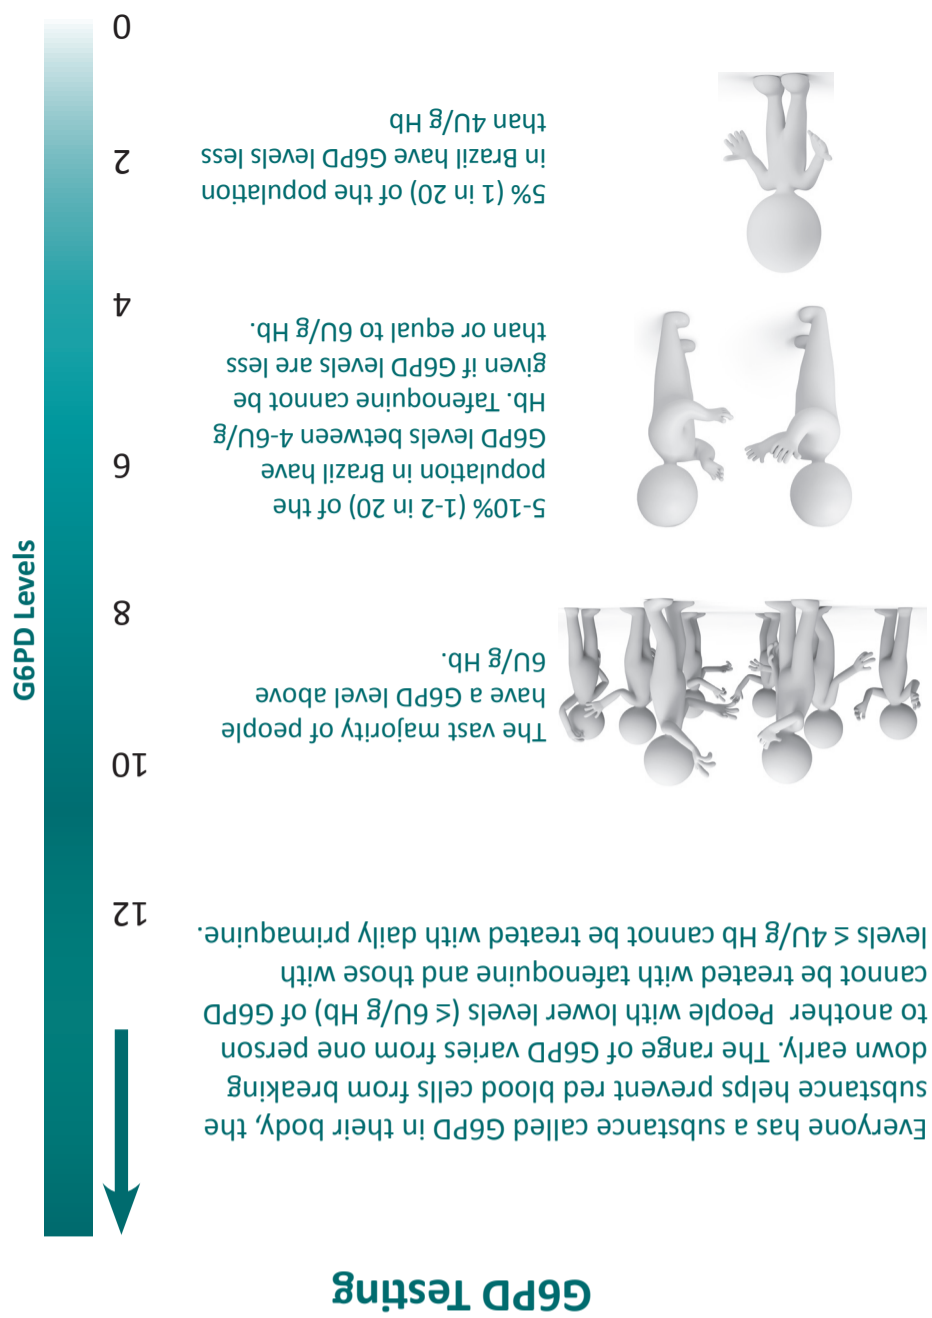 G6PD Testing
Everyone has a substance called G6PD in their body, the
substance helps prevent red blood cells from breaking
down early. The range of G6PD varies from one person
to another People with lower levels (≤ 6U/g Hb) of G6PD
cannot be treated with tafenoquine and those with
levels ≤ 4U/g Hb cannot be treated with daily primaquine.
12
10
The vast majority of people
have a G6PD level above
6U/g Hb.
8
G6PD Levels
5-10% (1-2 in 20) of the
population in Brazil have
G6PD levels between 4-6U/g
Hb. Tafenoquine cannot be
given if G6PD levels are less
than or equal to 6U/g Hb.
6
4
5% (1 in 20) of the population
in Brazil have G6PD levels less
than 4U/g Hb
2
0